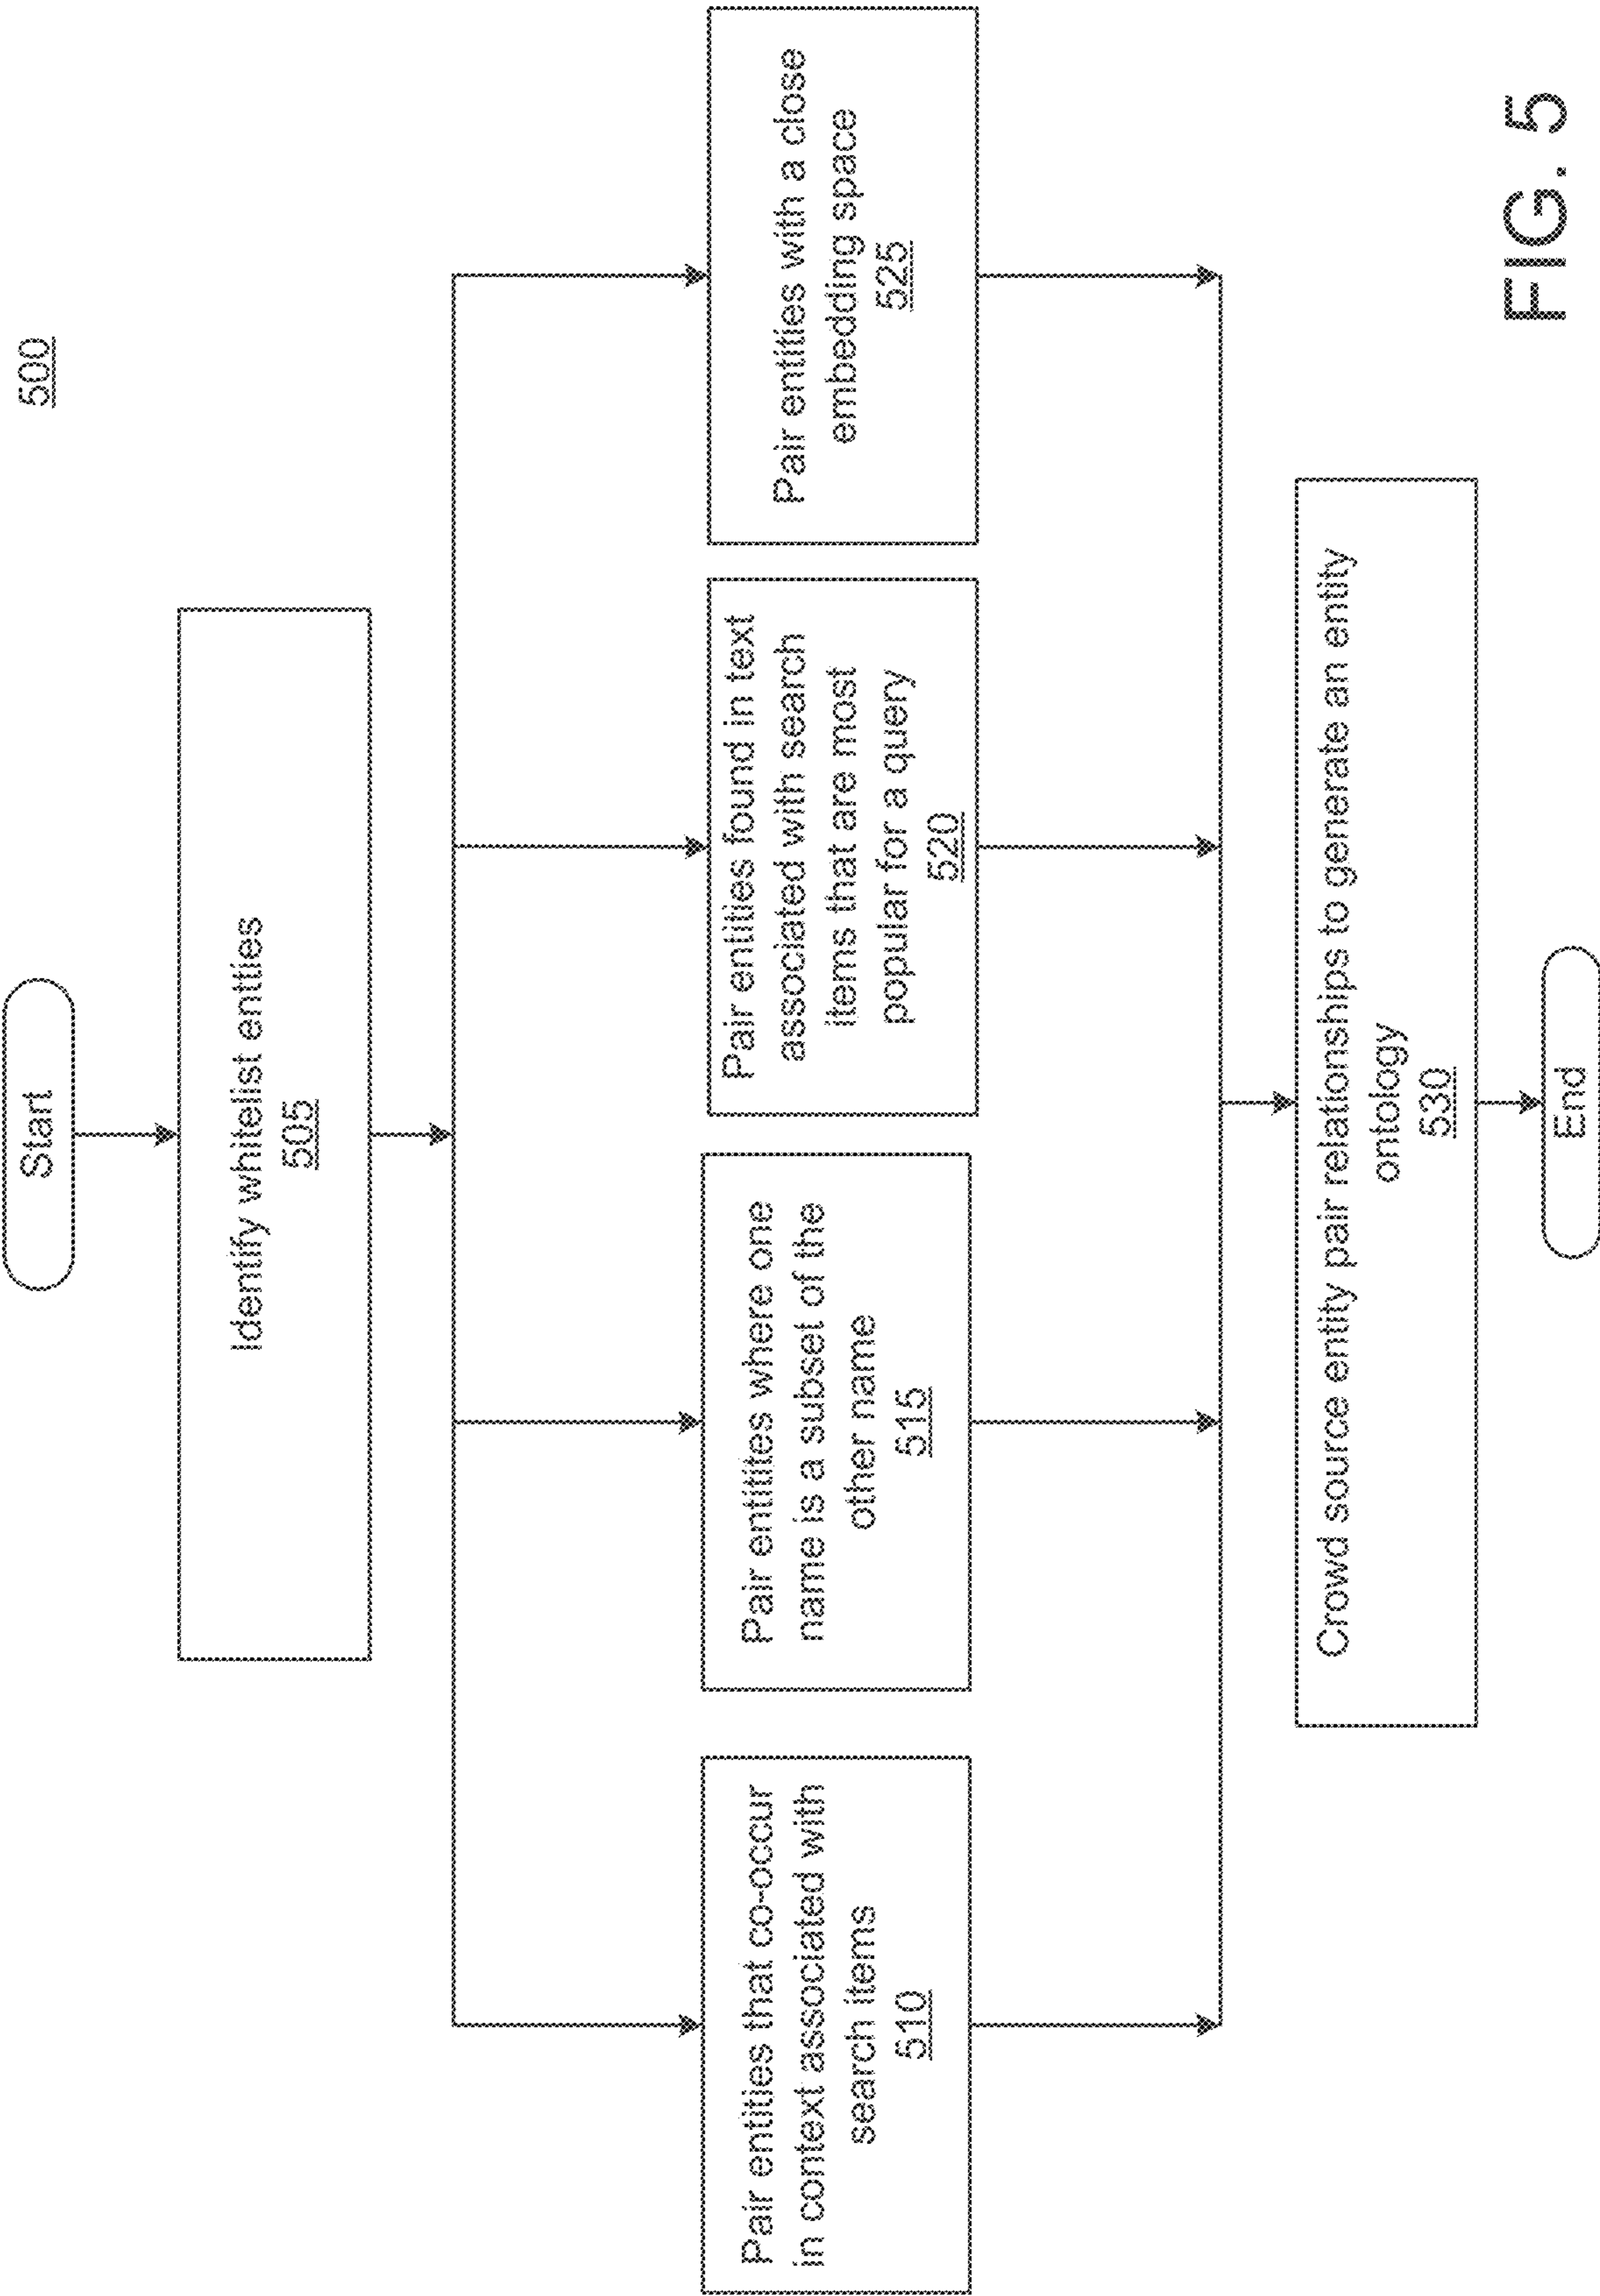 500
Start
Identify whitelist entities
505
Pair entities that co-occur
in context associated with
search items
510
Pair entitites where one
name is a subset of the
other name
515
Pair entities found in text
associated with search
items that are most
popular for a query
520
Pair entities with a close
embedding space
525
Crowd source entity pair relationships to generate an entity
ontology
530
End
FIG. 5